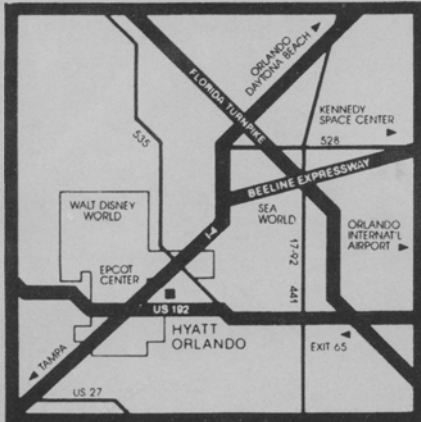 ORLANDO
DAYTONA BEACH
FLORIDA TURNPIKE
KENNEDY
SPACE CENTER
528
535
BEELINE EXPRESSWAY
WALT DISNEY
WORLD
SEA
WORLD
I-4
17-92
ORLANDO
INTERNAT'L
AIRPORT
EPCOT
CENTER
441
US 192
HYATT
ORLANDO
EXIT 65
TAMPA
US 27